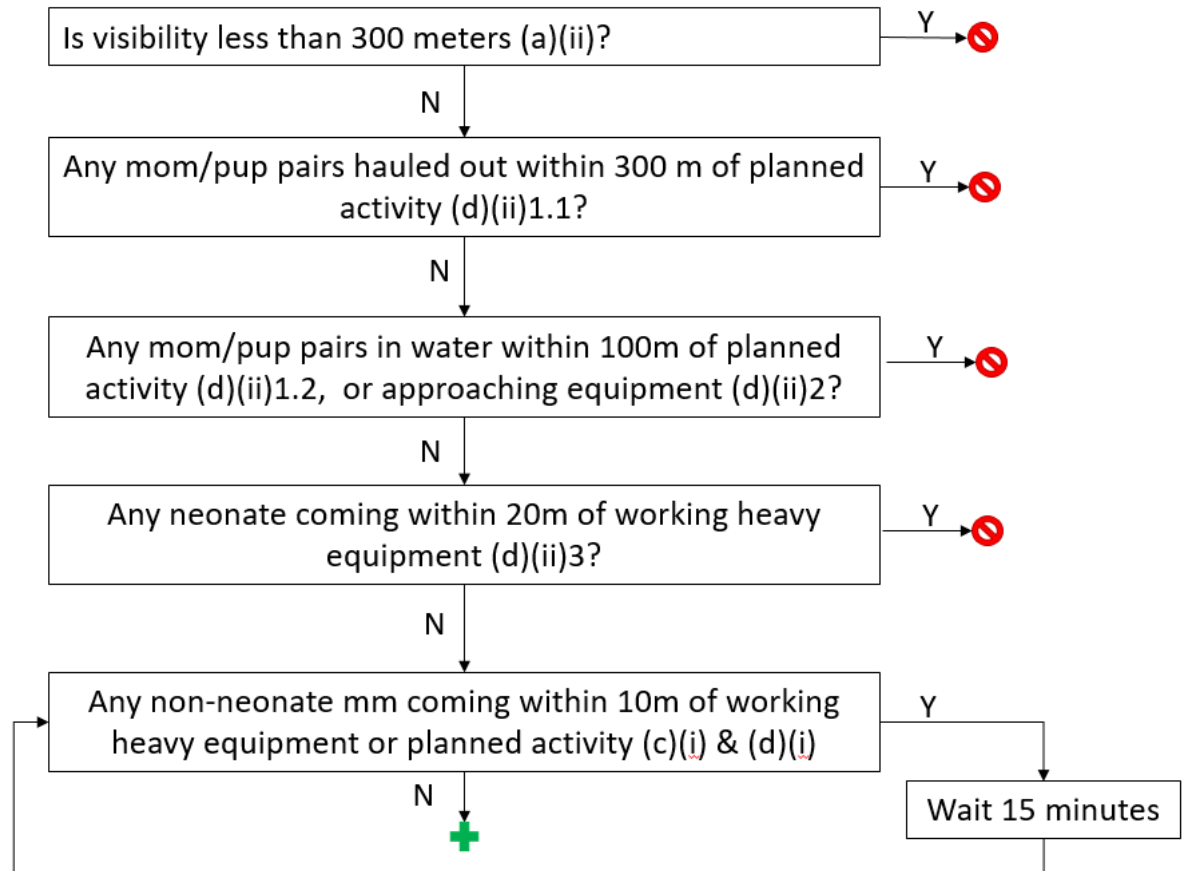 Is visibility less than 300 meters (a)(ii)?
Y
N
Any mom/pup pairs hauled out within 300 m of planned
activity (d)(ii)1.1?
Y
N
Any mom/pup pairs in water within 100m of planned
activity (d)(ii)1.2,  or approaching equipment (d)(ii)2?
Y
N
Any neonate coming within 20m of working heavy
equipment (d)(ii)3?
Y
N
Any non-neonate mm coming within 10m of working
heavy equipment or planned activity (c)(i) & (d)(i)
Y
N
Wait 15 minutes